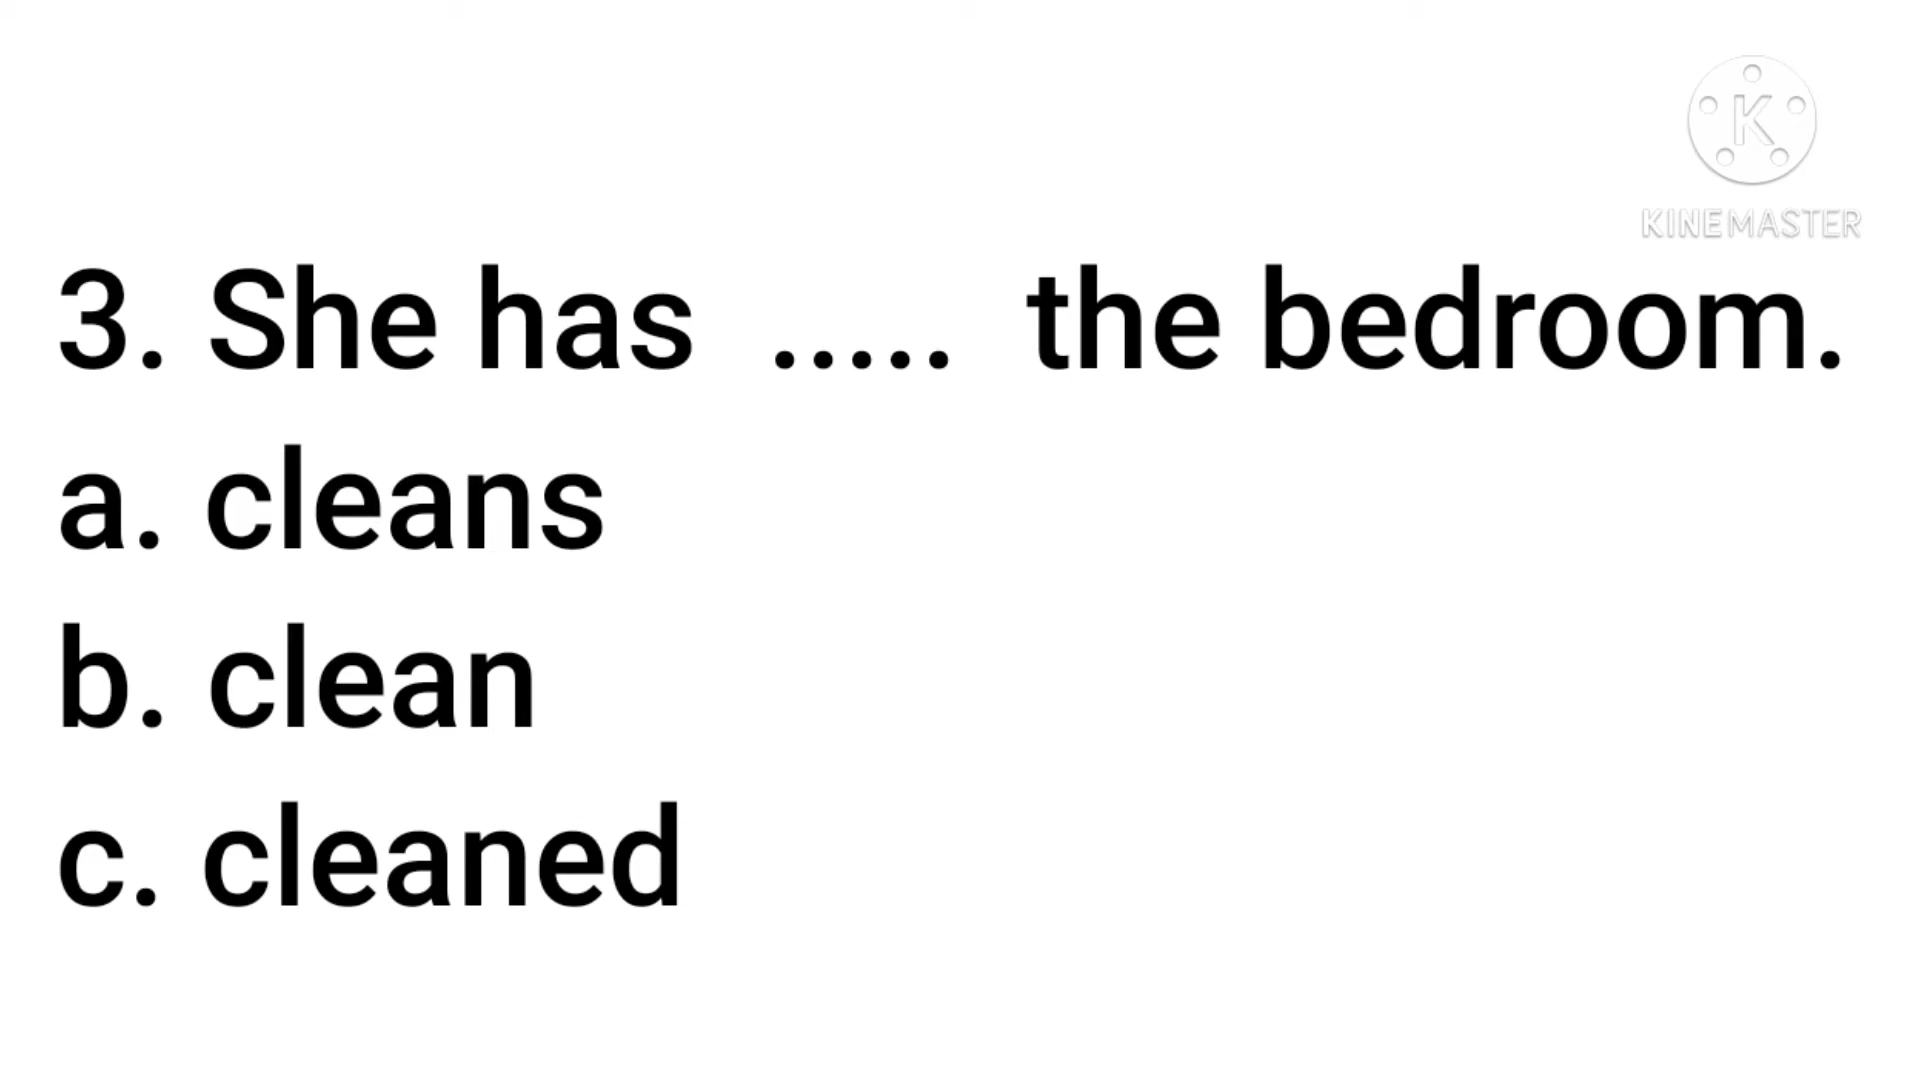 K
KINEMASTER
3. She has ..... the bedroom.
a. cleans
b. clean
c. cleaned